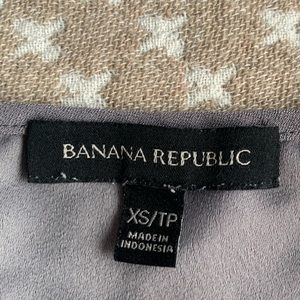 BANANA REPUBLIC
XS/TP
MADE IN
INDONESIA